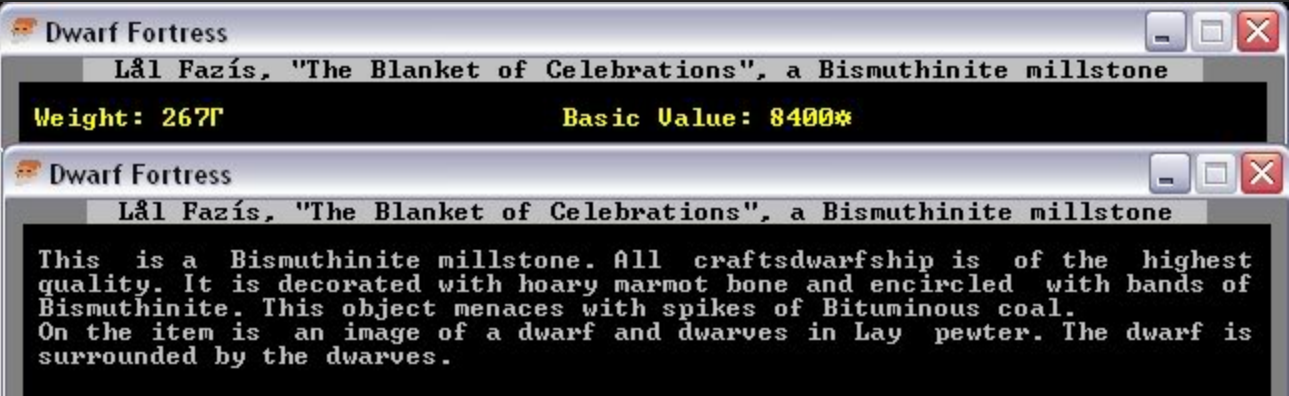 Dwarf Fortress
Lål Fazís, "The Blanket of Celebrations", a Bismuthinite millstone
Weight: 267Γ Basic Value: 8400☼
Dwarf Fortress
Lål Fazís, "The Blanket of Celebrations", a Bismuthinite millstone
This is a Bismuthinite millstone. All craftsdwarfship is of the highest
quality. It is decorated with hoary marmot bone and encircled with bands of
Bismuthinite. This object menaces with spikes of Bituminous coal.
On the item is an image of a dwarf and dwarves in Lay pewter. The dwarf is
surrounded by the dwarves.